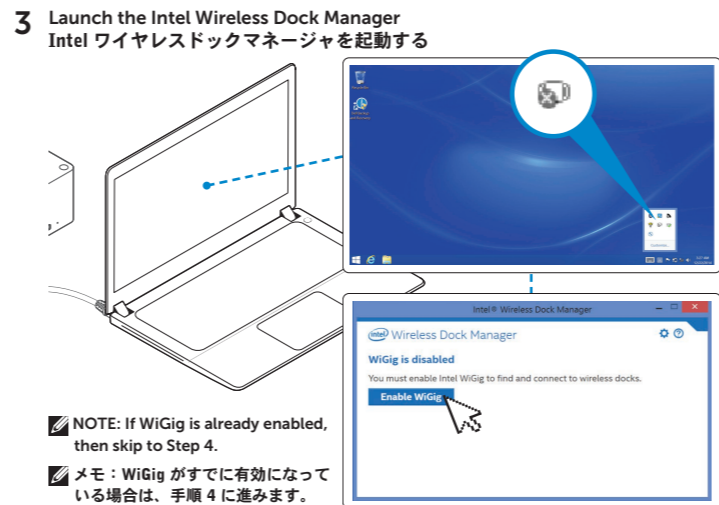 3 Launch the Intel Wireless Dock Manager
Intel ワイヤレスドックマネージャを起動する
Intel® Wireless Dock Manager
intel Wireless Dock Manager
WiGig is disabled
You must enable Intel WiGig to find and connect to wireless docks.
Enable WiGig
NOTE: If WiGig is already enabled,
then skip to Step 4.
メモ：WiGig がすでに有効になって
いる場合は、手順 4 に進みます。